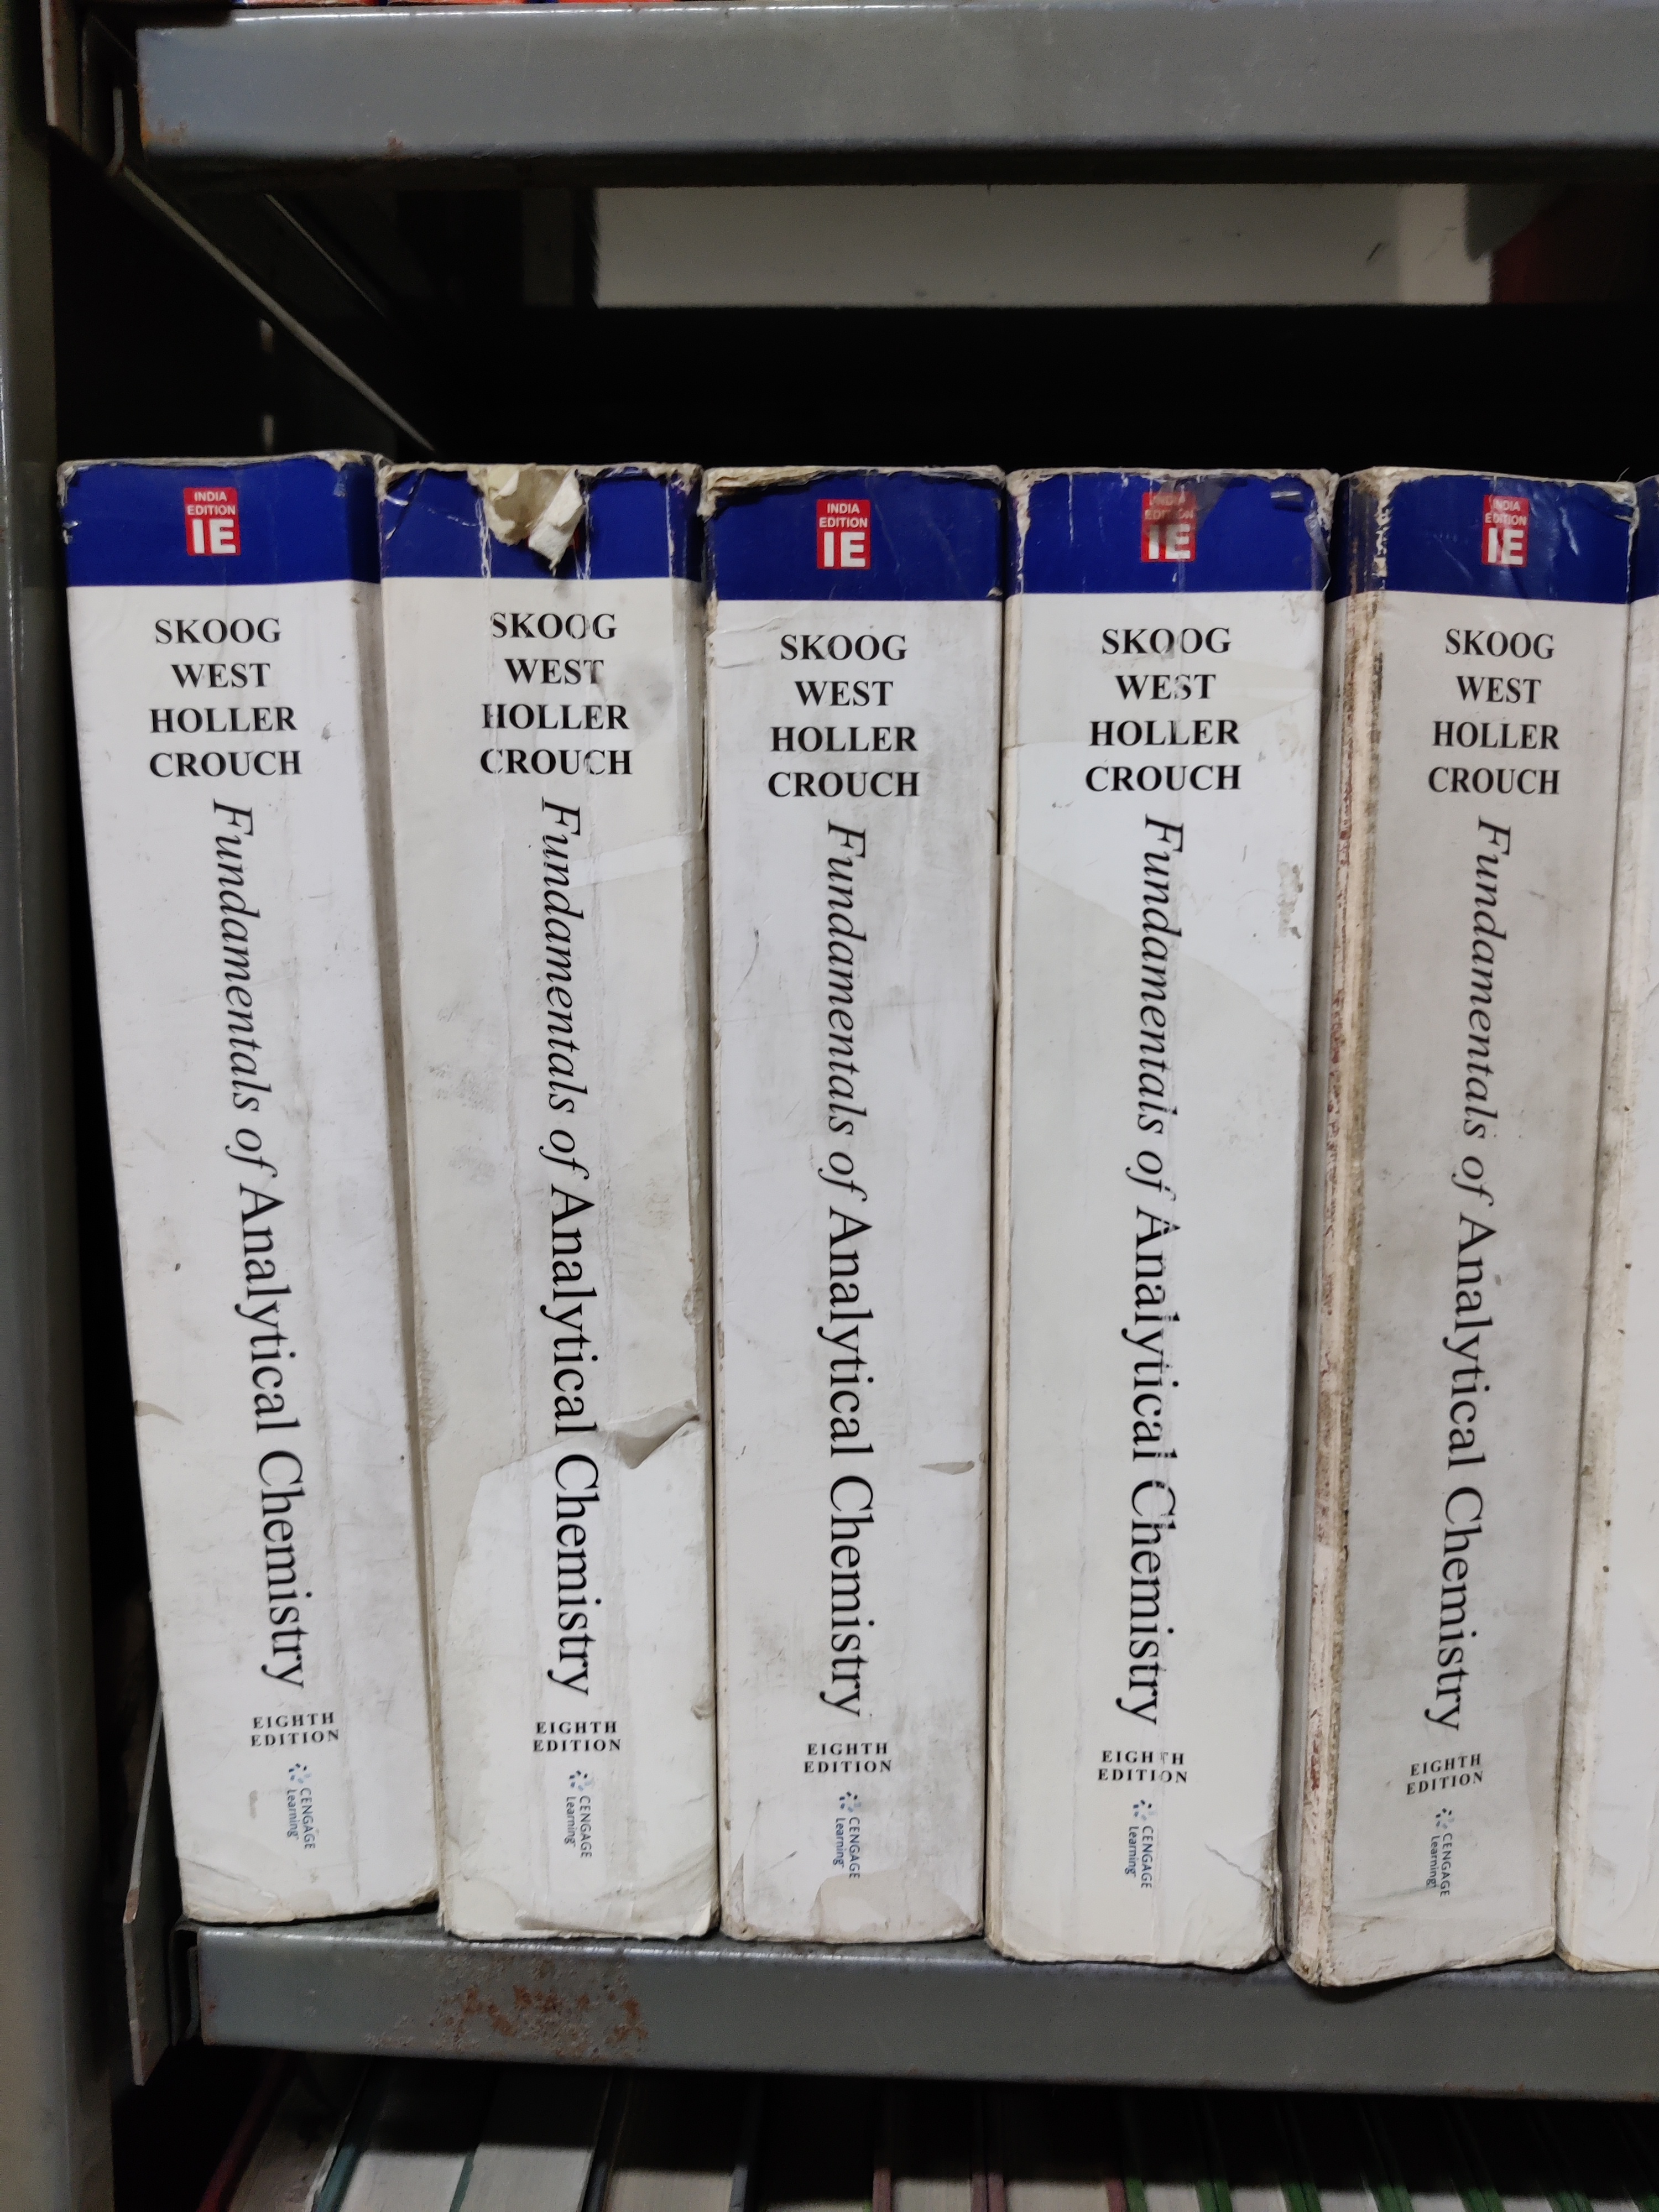 INDIA
EDITION
IE
SKOOG
WEST
HOLLER
CROUCH
Fundamentals of Analytical Chemistry
EIGHTH
EDITION
CENGAGE
Learning
SKOOG
WEST
HOLLER
CROUCH
Fundamentals of Analytical Chemistry
EIGHTH
EDITION
CENGAGE
Learning
INDIA
EDITION
IE
SKOOG
WEST
HOLLER
CROUCH
Fundamentals of Analytical Chemistry
EIGHTH
EDITION
CENGAGE
Learning
INDIA
EDITION
IE
SKOOG
WEST
HOLLER
CROUCH
Fundamentals of Analytical Chemistry
EIGHTH
EDITION
CENGAGE
Learning
INDIA
EDITION
IE
SKOOG
WEST
HOLLER
CROUCH
Fundamentals of Analytical Chemistry
EIGHTH
EDITION
CENGAGE
Learning